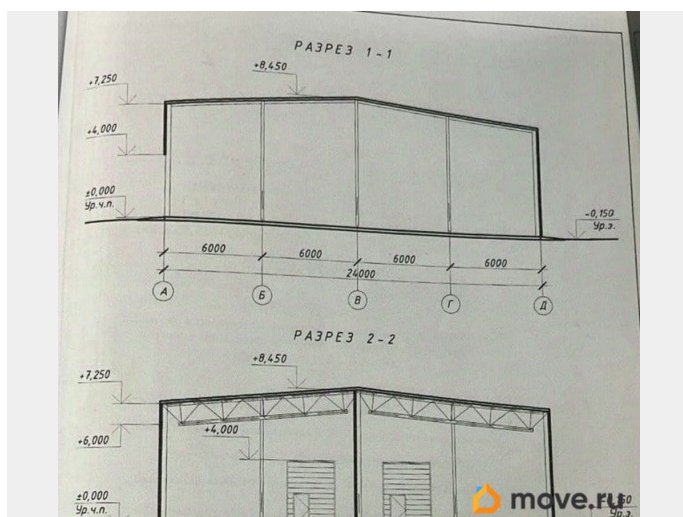 РАЗРЕЗ 1-1
+8,450
+7,250
+4,000
±0,000
Ур.ч.п.
-0,150
Ур.з.
6000 6000 6000 6000
24000
А Б В Г Д
РАЗРЕЗ 2-2
+8,450
+7,250
+4,000
+6,000
±0,000
Ур.ч.п.
Ур.з.
move.ru